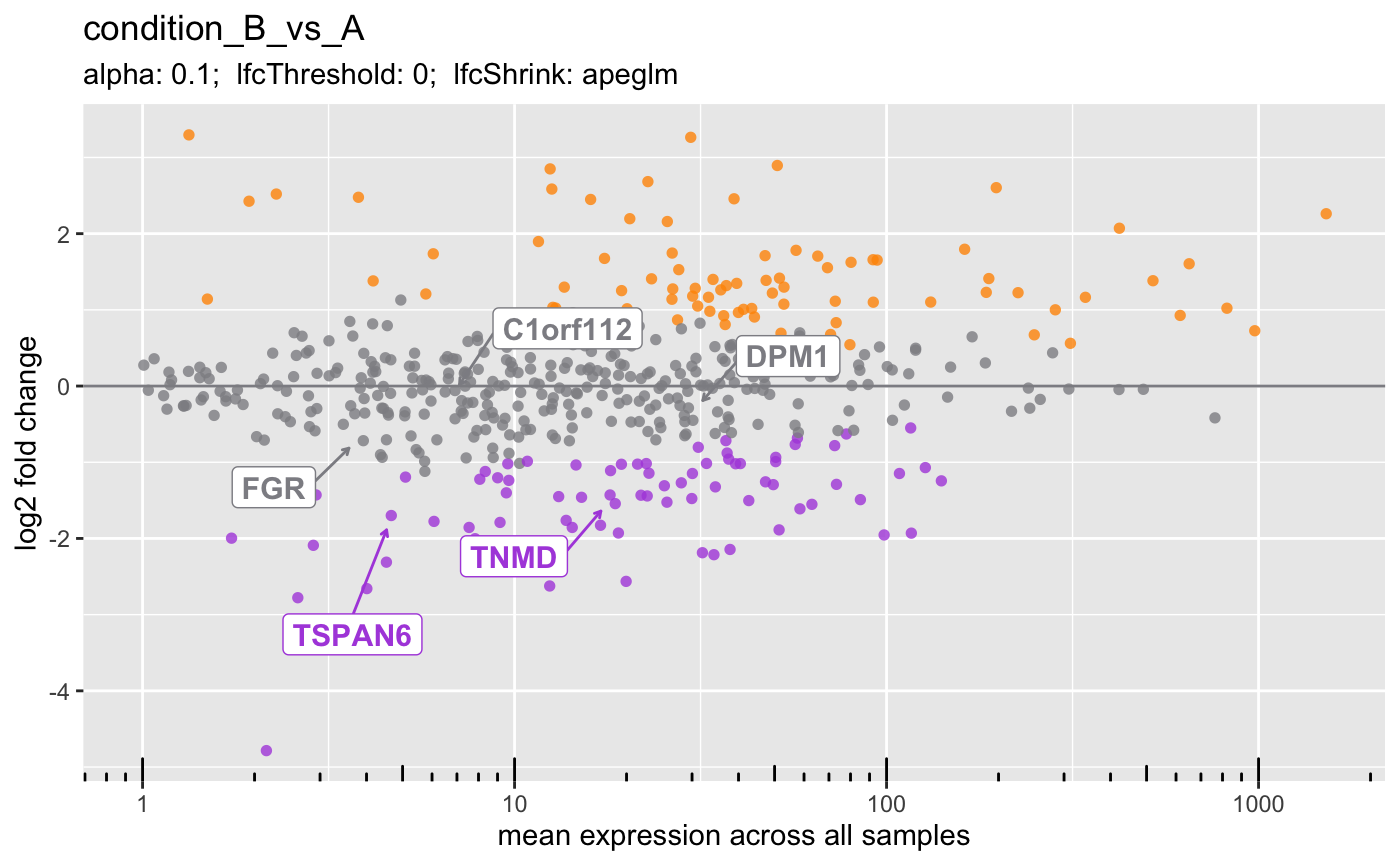 condition_B_vs_A
alpha: 0.1;  lfcThreshold: 0;  lfcShrink: apeglm
log2 fold change
2
0
-2
-4
C1orf112
DPM1
FGR
TNMD
TSPAN6
1
10
100
1000
mean expression across all samples